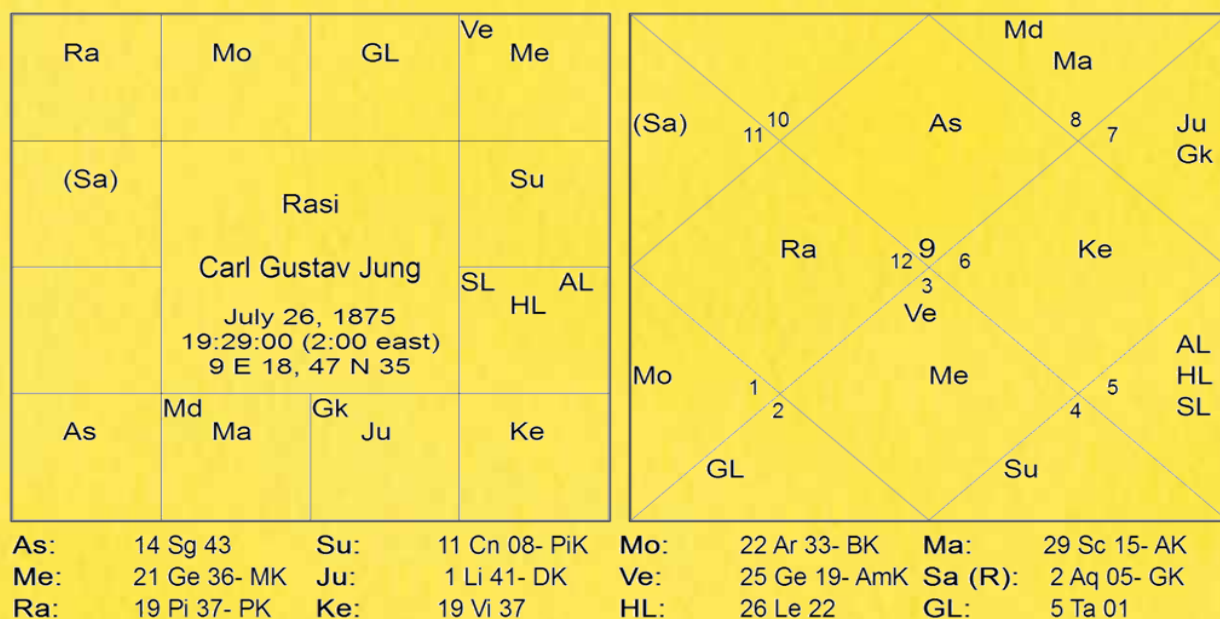 Ra Mo GL Ve Me
(Sa) Su
Rasi
Carl Gustav Jung
July 26, 1875
19:29:00 (2:00 east)
9 E 18, 47 N 35
SL AL
HL
As Md Ma Gk Ju Ke
Md
Ma
(Sa) 11 10 As 8 7 Ju
Gk
Ra 12 9 6 Ke
3
Ve
Mo 1 Me 5 AL
HL
2 4 SL
GL Su
As: 14 Sg 43 Su: 11 Cn 08- PiK Mo: 22 Ar 33- BK Ma: 29 Sc 15- AK
Me: 21 Ge 36- MK Ju: 1 Li 41- DK Ve: 25 Ge 19- AmK Sa (R): 2 Aq 05- GK
Ra: 19 Pi 37- PK Ke: 19 Vi 37 HL: 26 Le 22 GL: 5 Ta 01